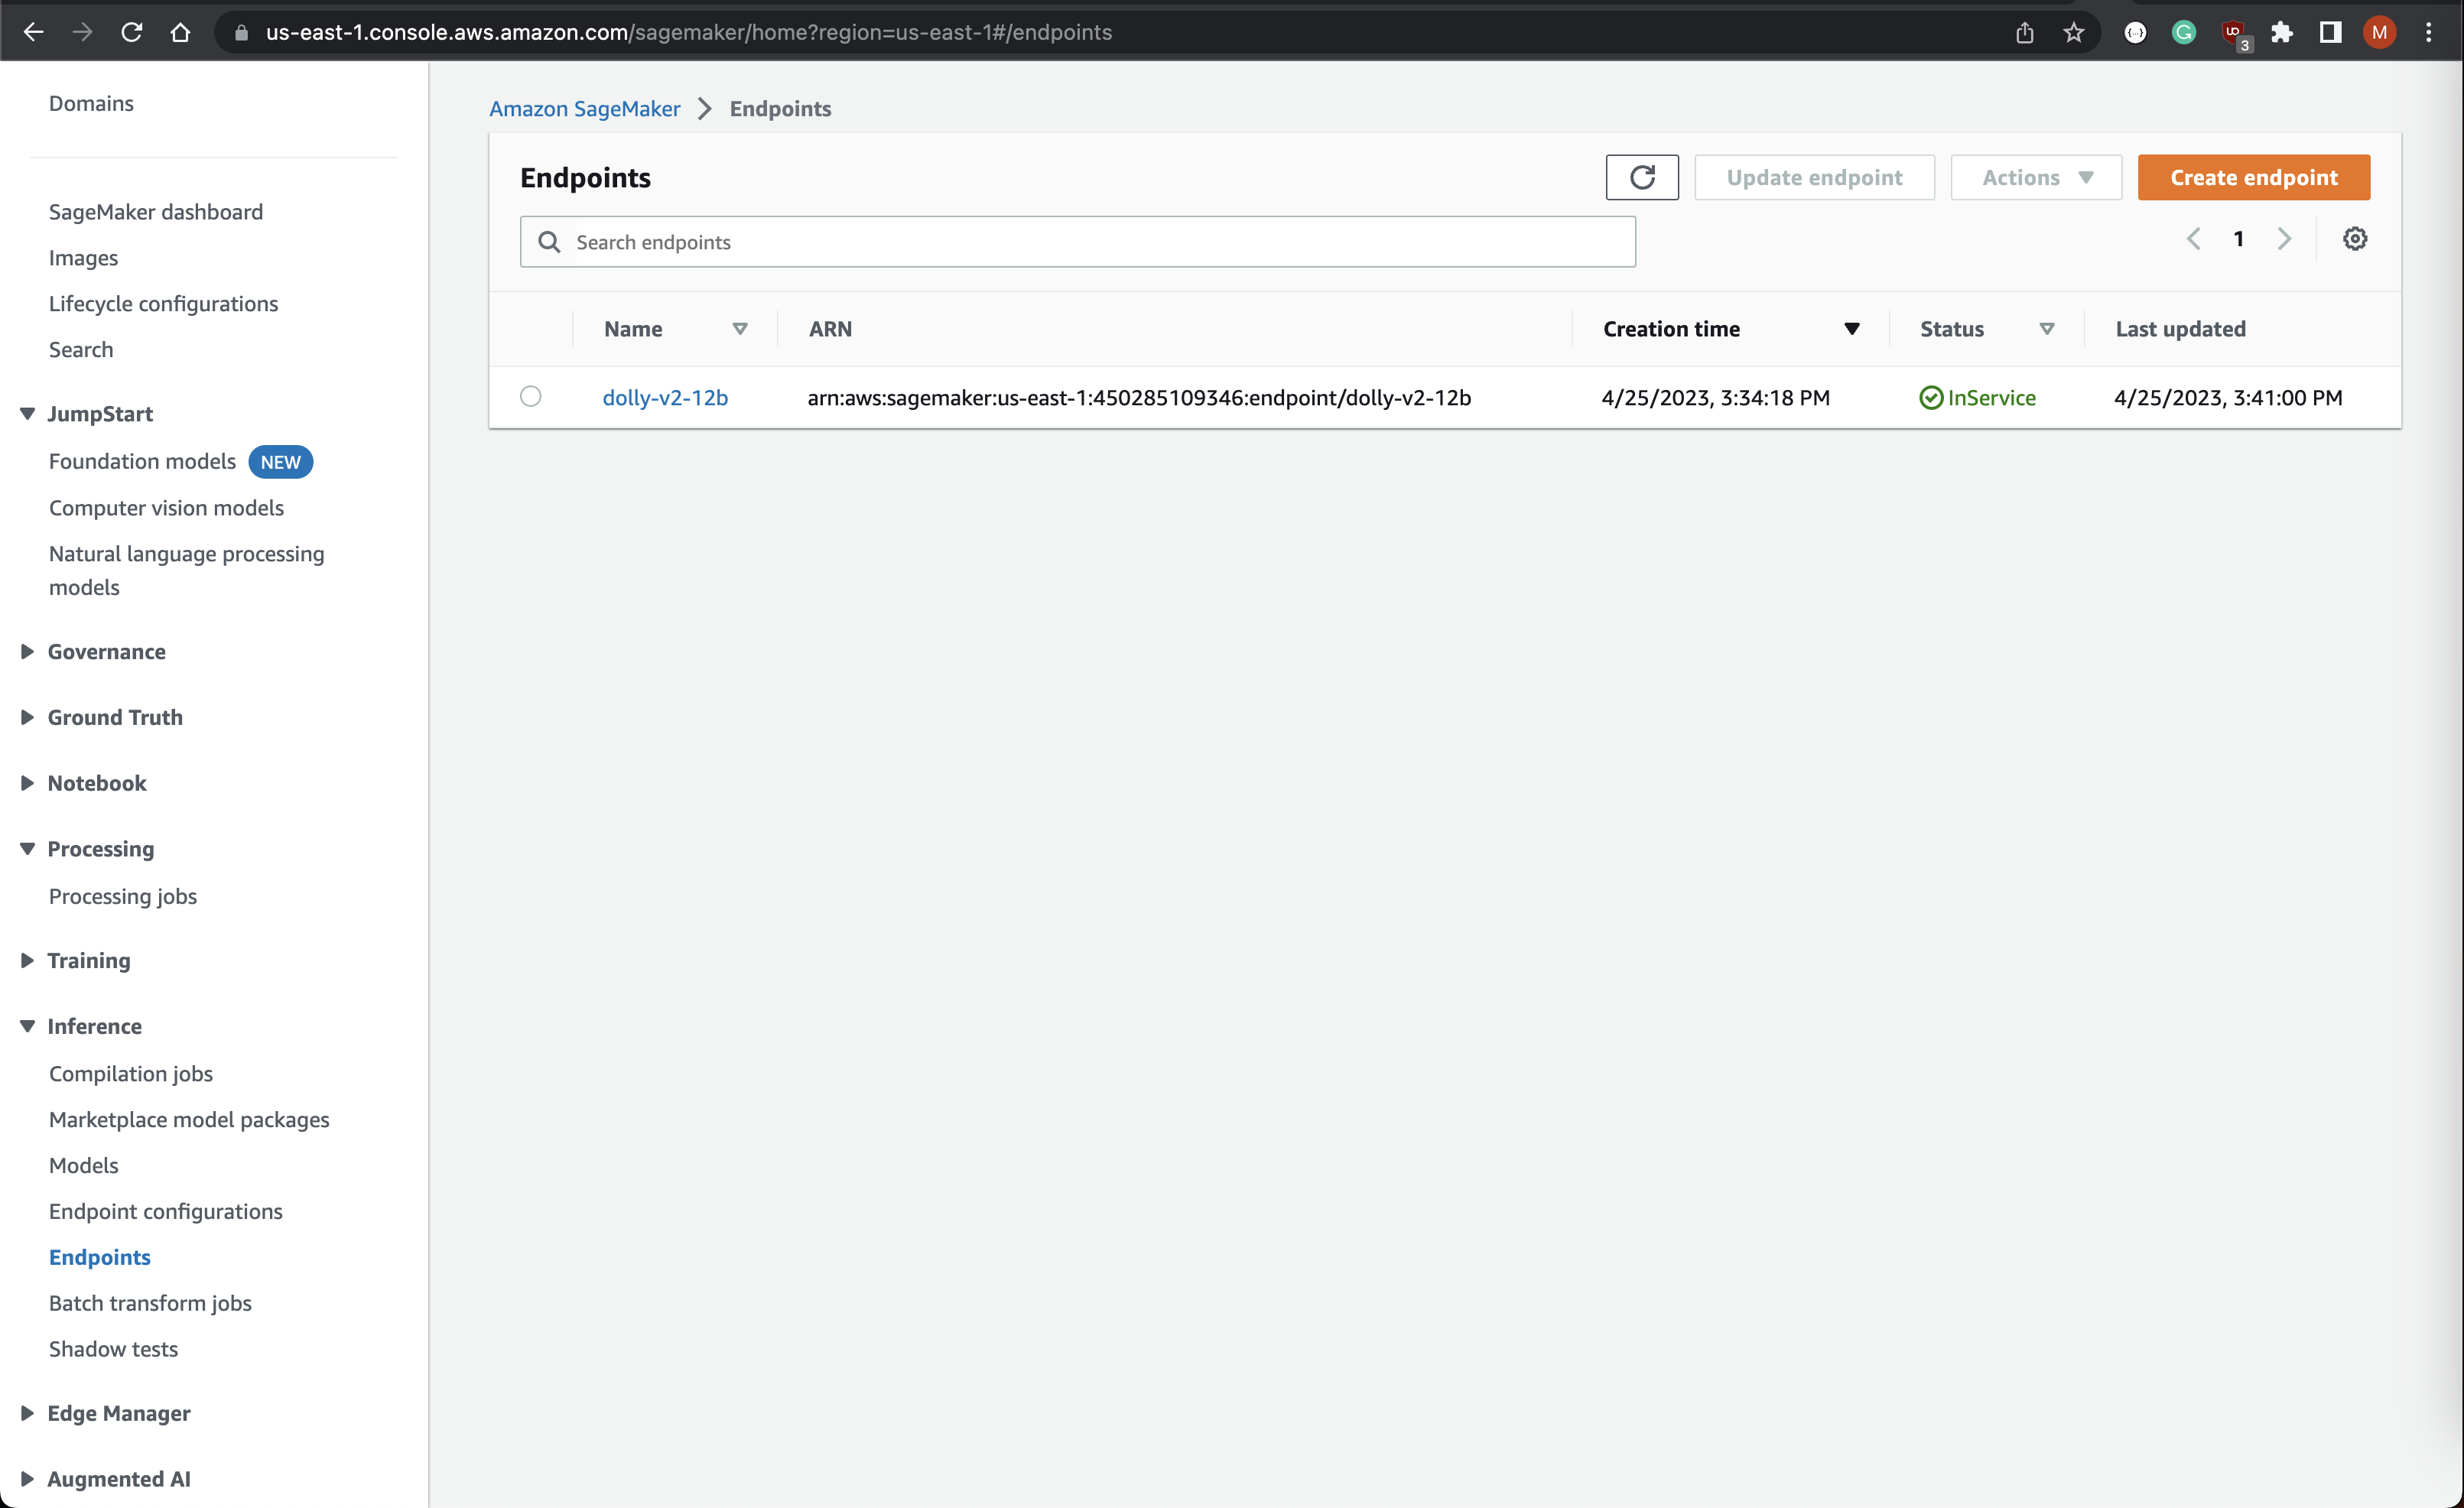 us-east-1.console.aws.amazon.com/sagemaker/home?region=us-east-1#/endpoints
3
M
Domains
SageMaker dashboard
Images
Lifecycle configurations
Search
JumpStart
Foundation models NEW
Computer vision models
Natural language processing
models
Governance
Ground Truth
Notebook
Processing
Processing jobs
Training
Inference
Compilation jobs
Marketplace model packages
Models
Endpoint configurations
Endpoints
Batch transform jobs
Shadow tests
Edge Manager
Augmented AI
Amazon SageMaker Endpoints
Endpoints
Update endpoint
Actions
Create endpoint
Search endpoints
1
Name ARN Creation time Status Last updated
dolly-v2-12b arn:aws:sagemaker:us-east-1:450285109346:endpoint/dolly-v2-12b 4/25/2023, 3:34:18 PM InService 4/25/2023, 3:41:00 PM